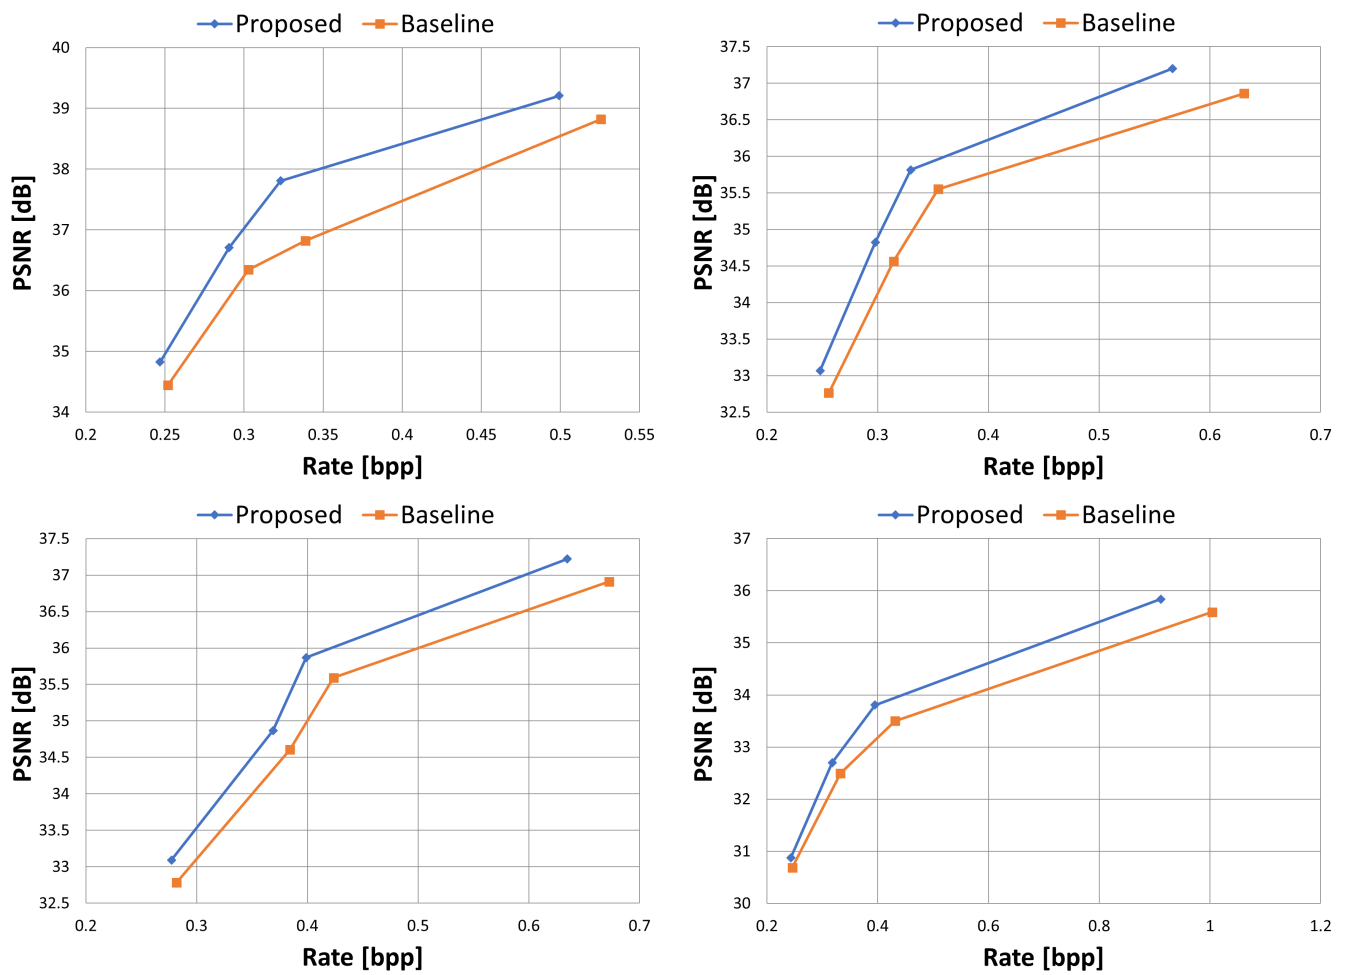 Proposed Baseline
40
39
38
37
36
35
34
PSNR [dB]
0.2 0.25 0.3 0.35 0.4 0.45 0.5 0.55
Rate [bpp]
Proposed Baseline
37.5
37
36.5
36
35.5
35
34.5
34
33.5
33
32.5
PSNR [dB]
0.2 0.3 0.4 0.5 0.6 0.7
Rate [bpp]
Proposed Baseline
37.5
37
36.5
36
35.5
35
34.5
34
33.5
33
32.5
PSNR [dB]
0.2 0.3 0.4 0.5 0.6 0.7
Rate [bpp]
Proposed Baseline
37
36
35
34
33
32
31
30
PSNR [dB]
0.2 0.4 0.6 0.8 1 1.2
Rate [bpp]